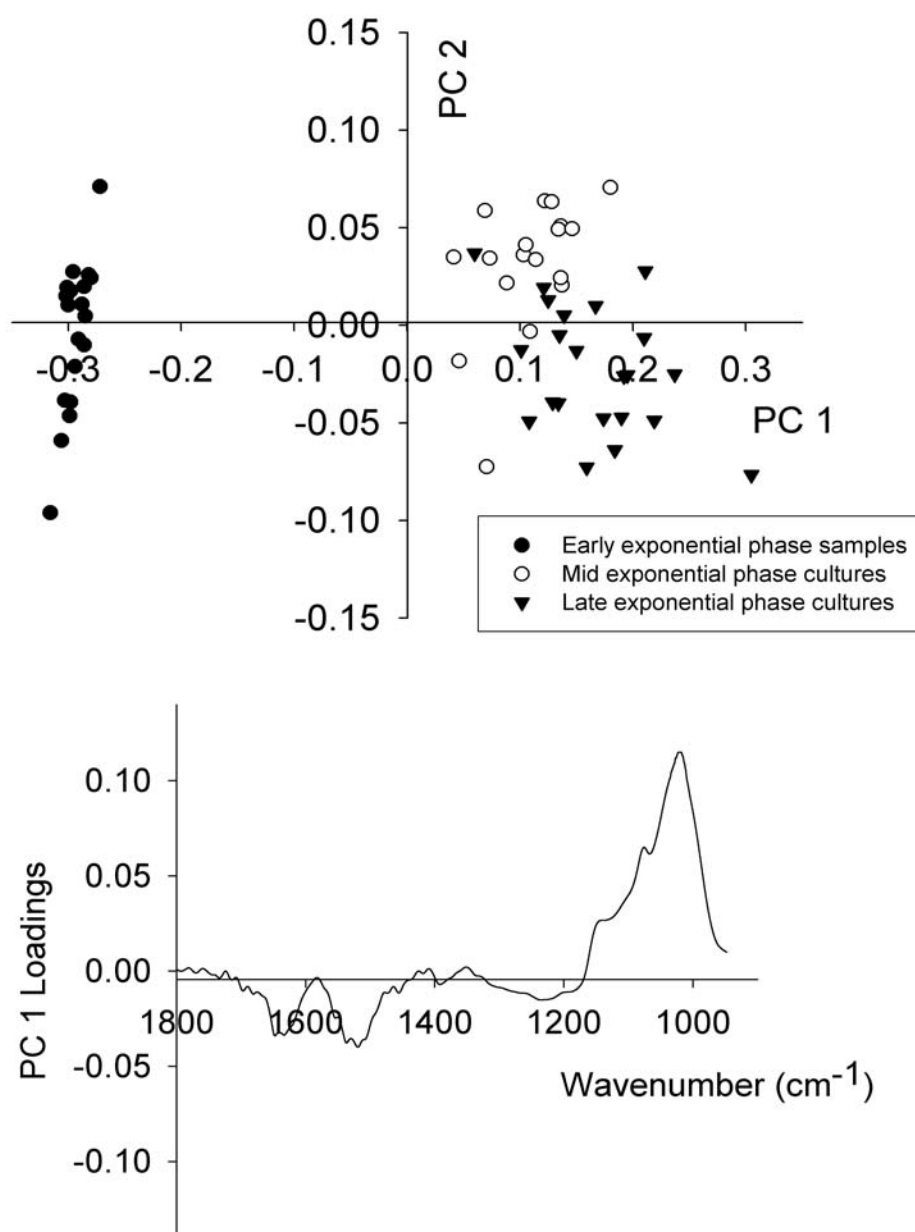 0.15
PC 2
0.10
0.05
0.00
-0.3 -0.2 0.0 0.1 0.2 0.3
-0.05
PC 1
-0.10
-0.15
Early exponential phase samples
Mid exponential phase cultures
Late exponential phase cultures
0.10
0.05
0.00
PC 1 Loadings
1800 1600 1400 1200 1000
-0.05
Wavenumber (cm⁻¹)
-0.10